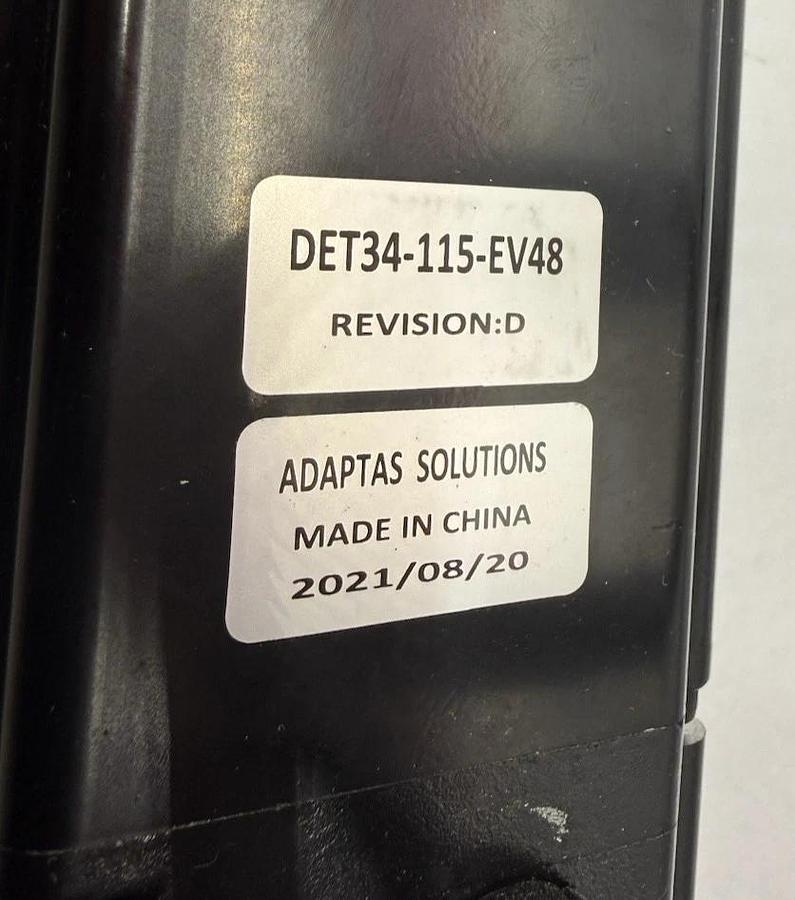 DET34-115-EV48
REVISION:D
ADAPTAS SOLUTIONS
MADE IN CHINA
2021/08/20